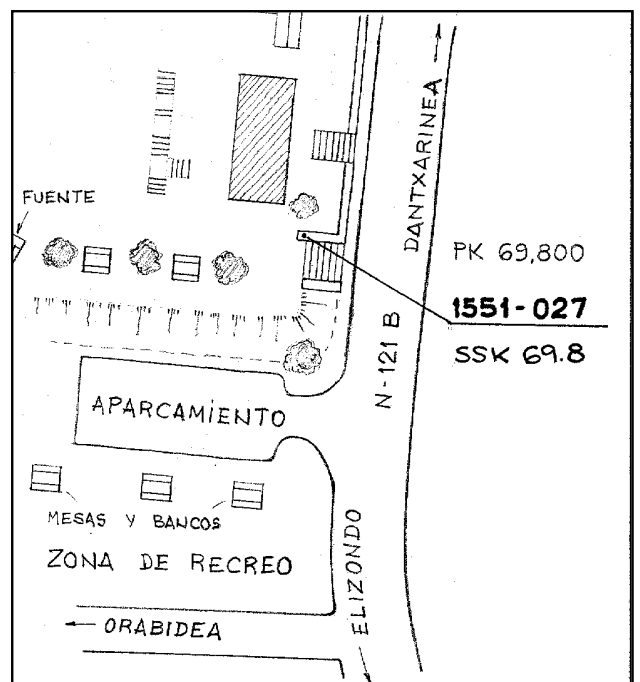 DANTXARINEA
FUENTE
PK 69,800
1551-027
SSK 69.8
N-121 B
APARCAMiENTO
MESAS Y BANCOS
ZONA DE RECREO
ELIZONDO
ORABIDEA